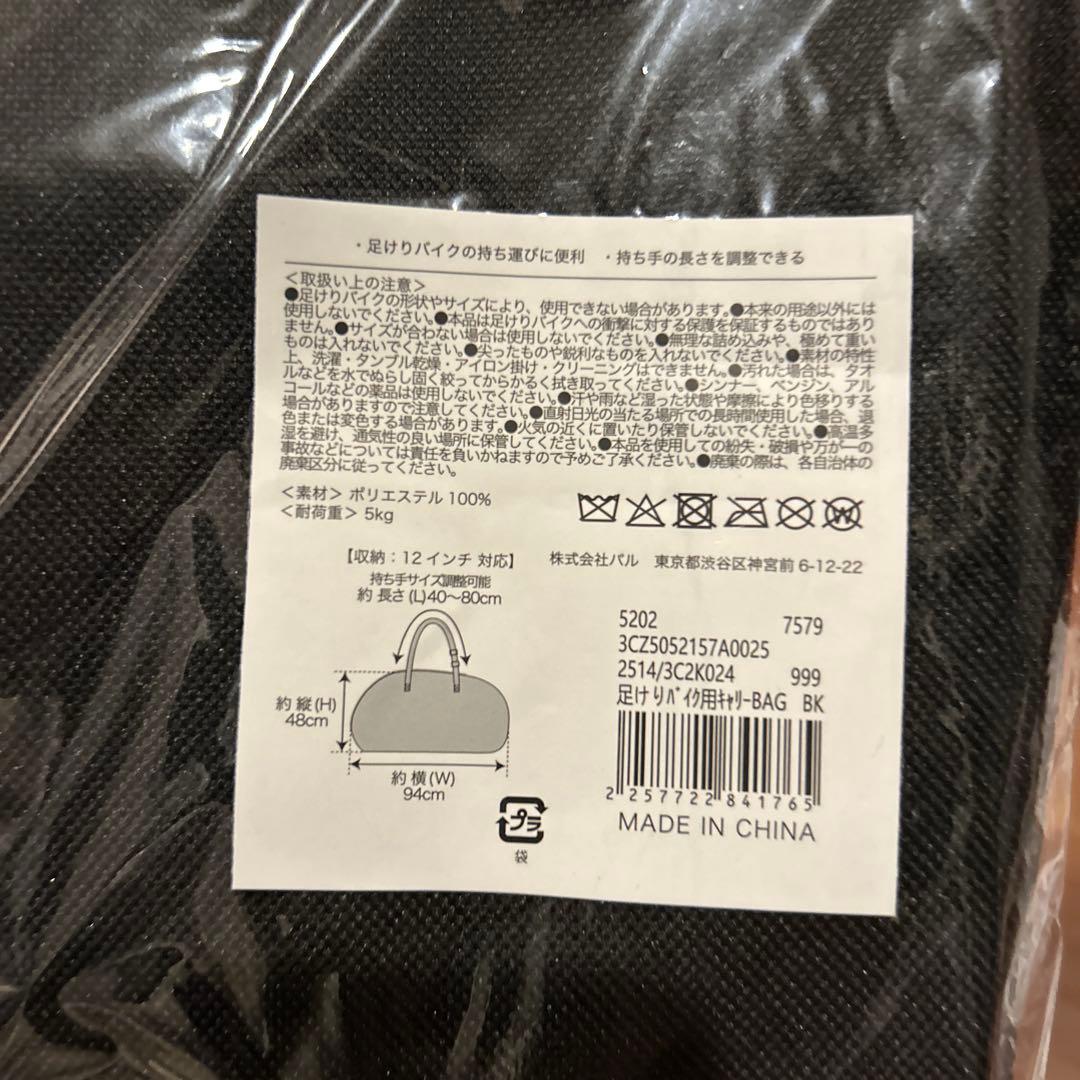 ・足けりバイクの持ち運びに便利　・持ち手の長さを調整できる
＜取扱い上の注意＞
●足けりバイクの形状やサイズにより、使用できない場合があります。●本来の用途以外には
使用しないでください。●本品は足けりバイクへの衝撃に対する保護を保証するものではあり
ません。●サイズが合わない場合は使用しないでください。●無理な詰め込みや、極めて重い
ものは入れないでください。●尖ったものや鋭利なものを入れないでください。●素材の特性
上、洗濯・タンブル乾燥・アイロン掛け・クリーニングはできません。●汚れた場合は、タオ
ルなどを水でぬらし固く絞ってからかるく拭き取ってください。●シンナー、ベンジン、アル
コールなどの薬品は使用しないでください。●汗や雨など湿った状態や摩擦により色移りする
場合がありますので注意してください。●直射日光の当たる場所での長時間使用した場合、退
色または変色する場合があります。●火気の近くに置いたり保管しないでください。●高温多
湿を避け、通気性の良い場所に保管してください。●本品を使用しての紛失・破損や万が一の
事故などについては責任を負いかねますので予めご了承ください。●廃棄の際は、各自治体の
廃棄区分に従ってください。
＜素材＞ ポリエステル 100%
＜耐荷重＞ 5kg
W
【収納：12 インチ 対応】
株式会社パル　東京都渋谷区神宮前 6-12-22
持ち手サイズ調整可能
約 長さ (L)40〜80cm
約 縦(H)
48cm
約 横(W)
94cm
プラ
袋
5202 7579
3CZ5052157A0025
2514/3C2K024 999
足けりﾊﾞｲｸ用ｷｬﾘｰBAG BK
2 257722 841765
MADE IN CHINA